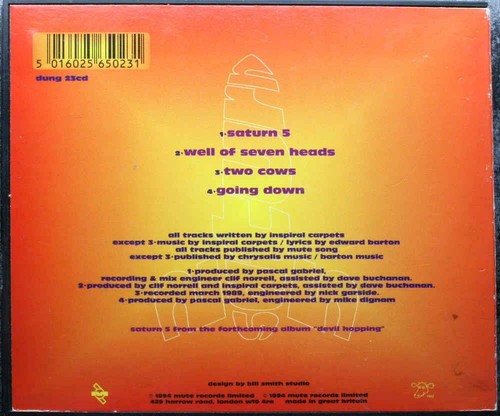 5 016025 650231
dung 23cd
1·saturn 5
2·well of seven heads
3·two cows
4·going down
all tracks written by inspiral carpets
except 3·music by inspiral carpets / lyrics by edward barton
all tracks published by mute song
except 3·published by chrysalis music / barton music
1·produced by pascal gabriel,
recording & mix engineer clif norrell, assisted by dave buchanan.
2·produced by clif norrell and inspiral carpets, assisted by dave buchanan.
3·recorded march 1989, engineered by nick garside.
4·produced by pascal gabriel, engineered by mike dignam
saturn 5 from the forthcoming album "devil hopping"
design by bill smith studio
℗ 1994 mute records limited © 1994 mute records limited
429 harrow road, london w10 4re made in great britain